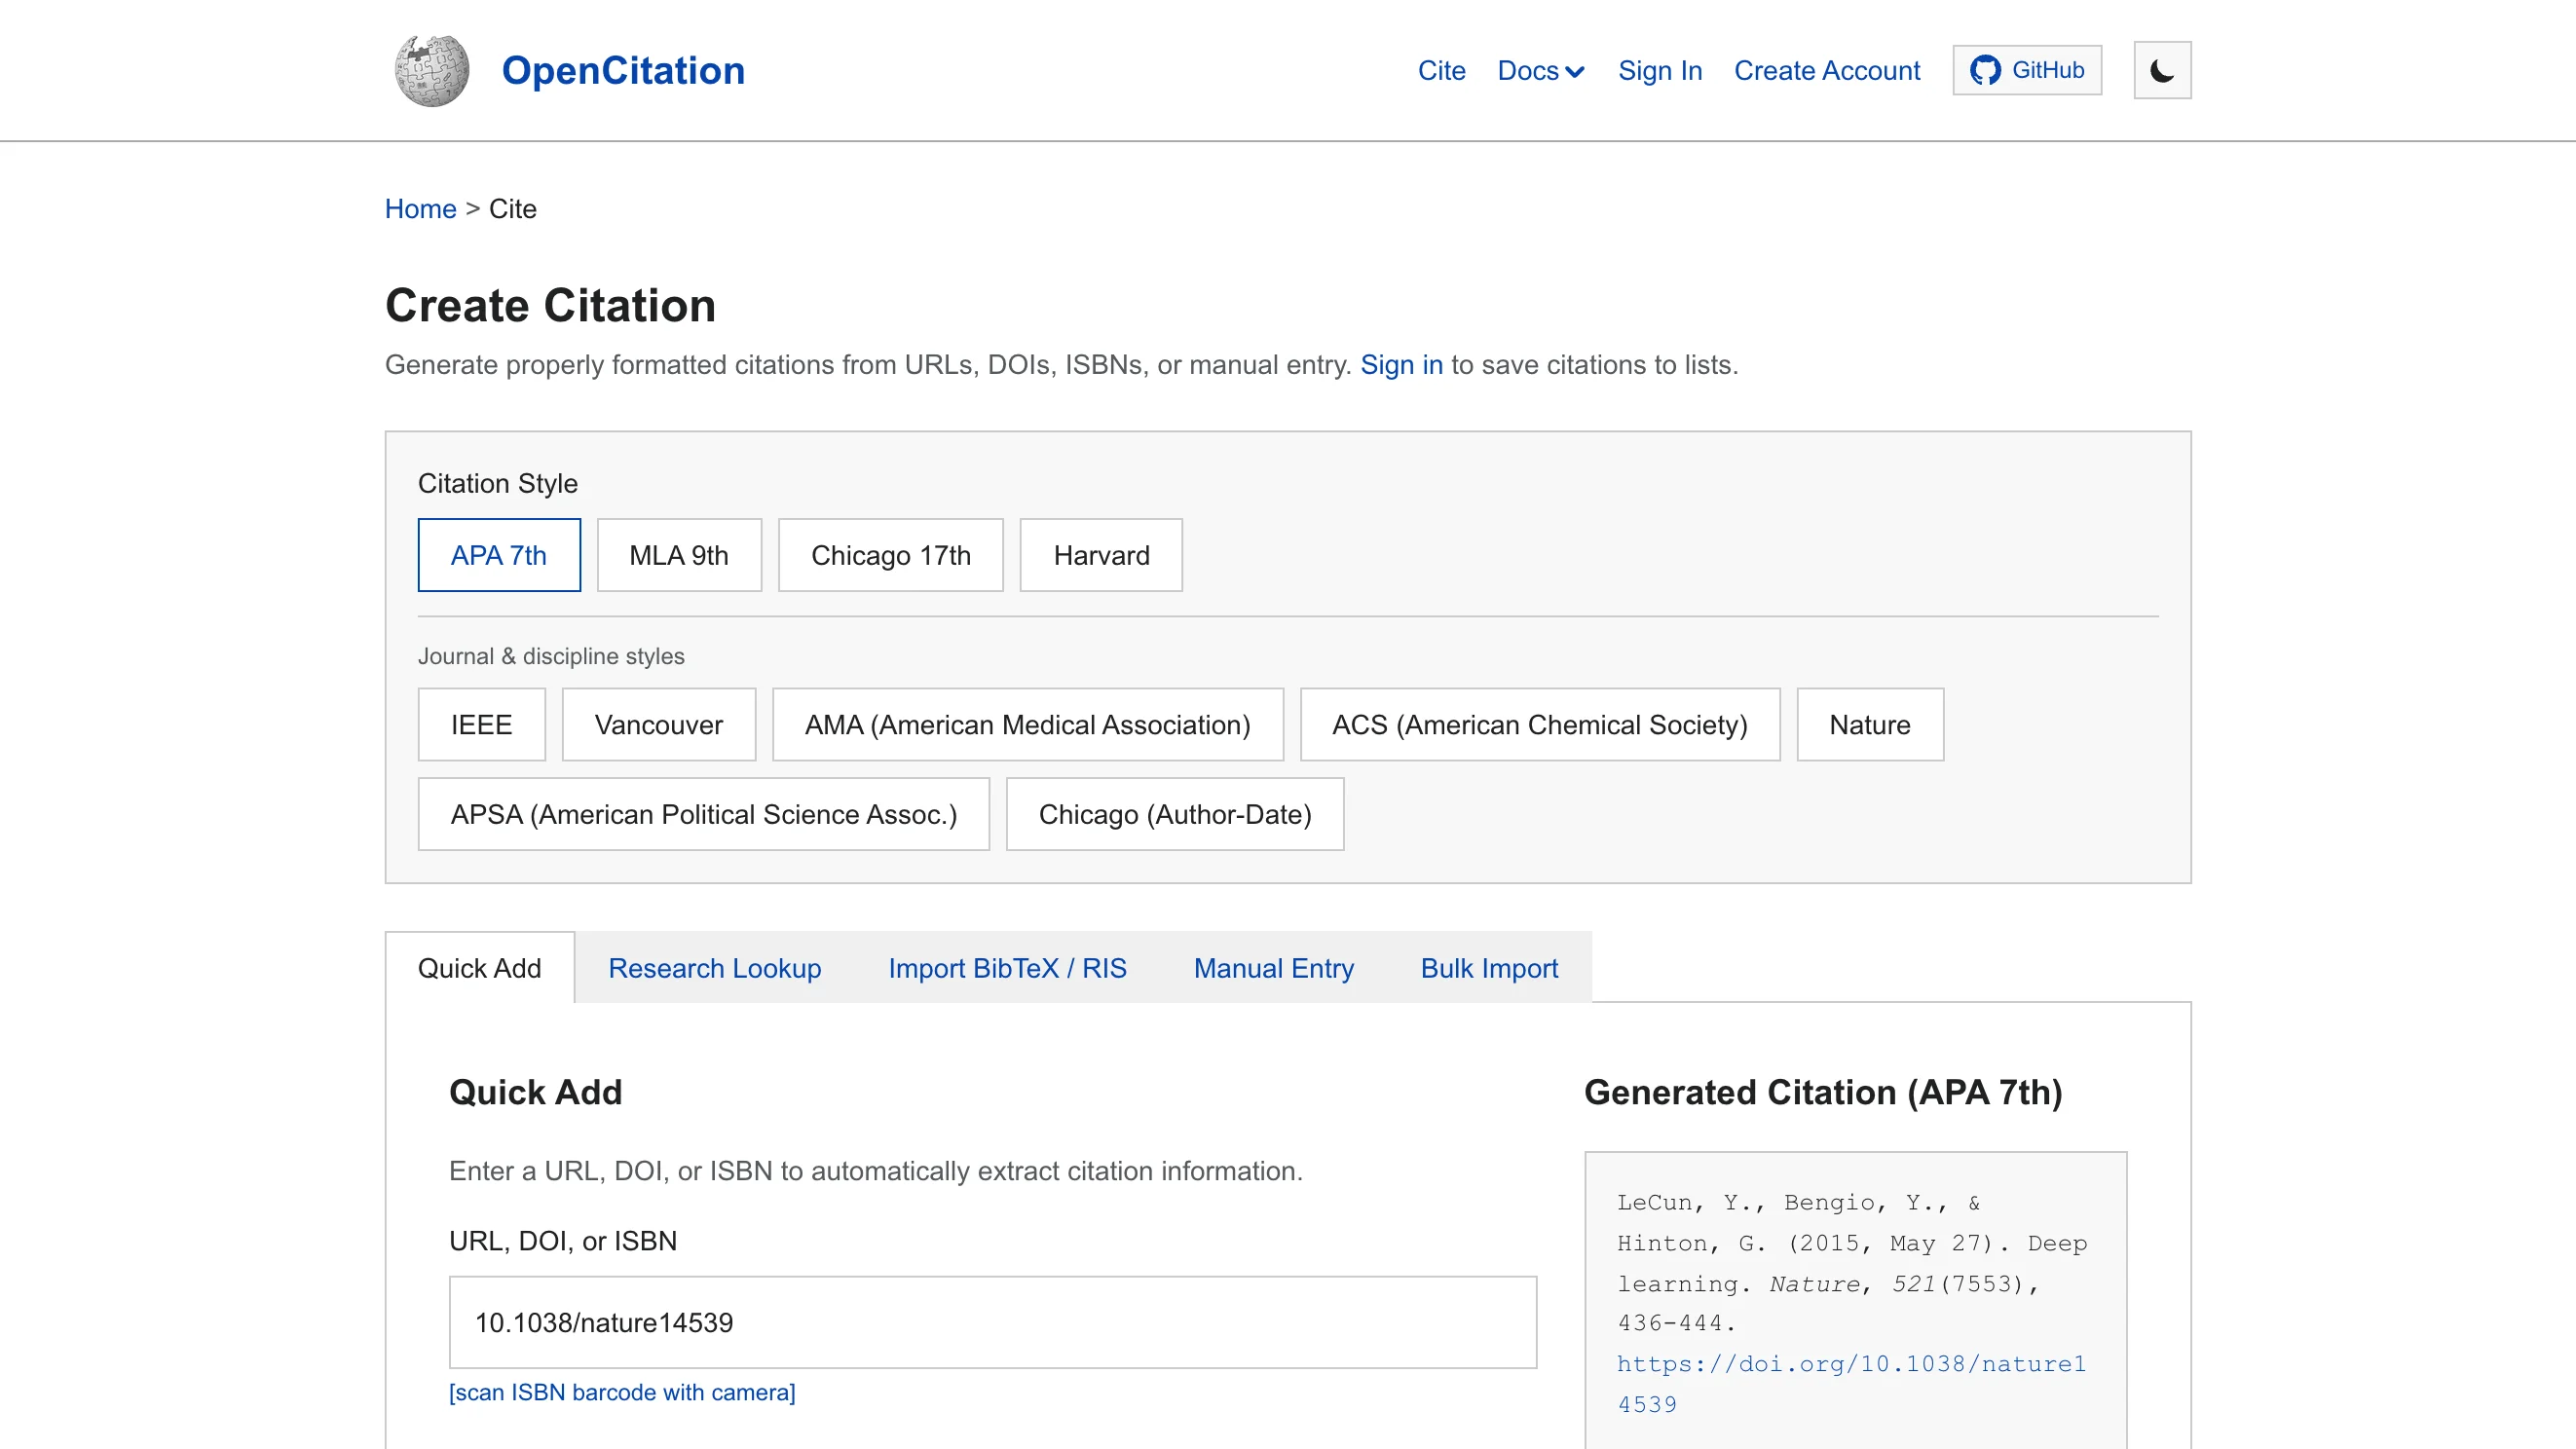 OpenCitation
Cite Docs Sign In Create Account GitHub
Home > Cite
Create Citation
Generate properly formatted citations from URLs, DOIs, ISBNs, or manual entry. Sign in to save citations to lists.
Citation Style
APA 7th MLA 9th Chicago 17th Harvard
Journal & discipline styles
IEEE Vancouver AMA (American Medical Association) ACS (American Chemical Society) Nature
APSA (American Political Science Assoc.) Chicago (Author-Date)
Quick Add Research Lookup Import BibTeX / RIS Manual Entry Bulk Import
Quick Add
Enter a URL, DOI, or ISBN to automatically extract citation information.
URL, DOI, or ISBN
10.1038/nature14539
[scan ISBN barcode with camera]
Generated Citation (APA 7th)
LeCun, Y., Bengio, Y., &
Hinton, G. (2015, May 27). Deep
learning. Nature, 521(7553),
436–444.
https://doi.org/10.1038/nature1
4539